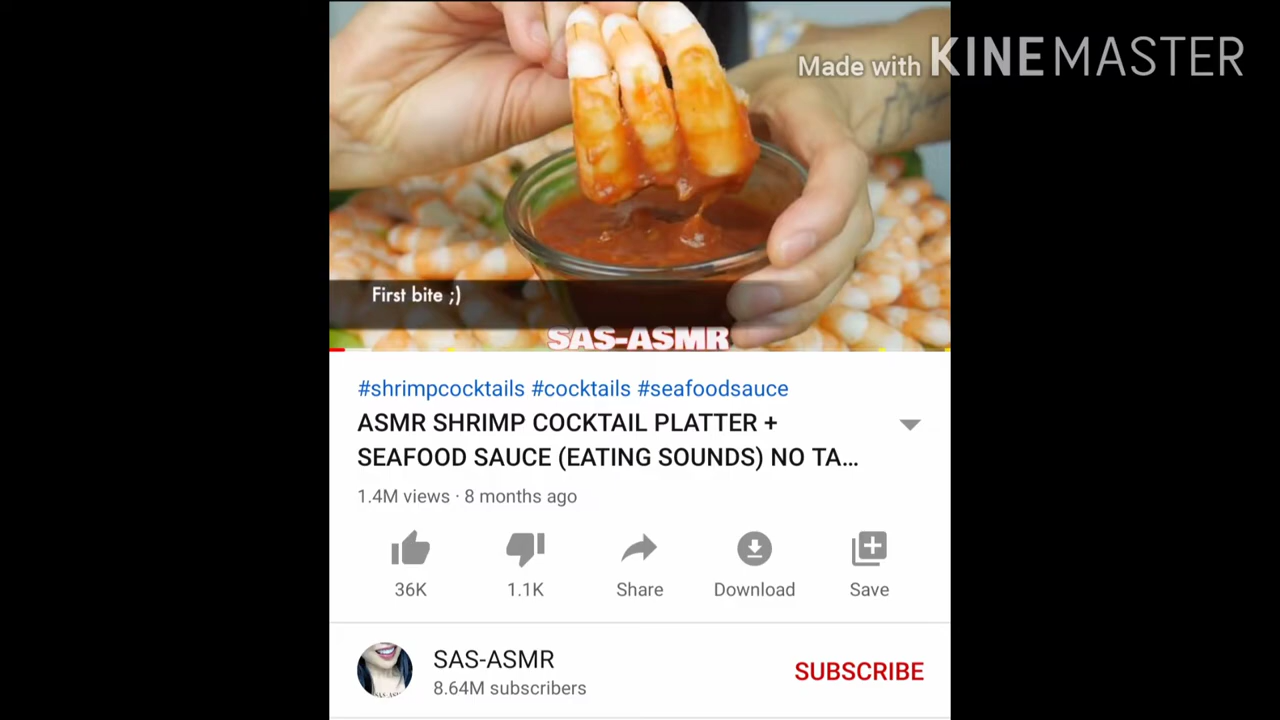 Made with KINEMASTER
First bite ;)
SAS-ASMR
#shrimpcocktails #cocktails #seafoodsauce
ASMR SHRIMP COCKTAIL PLATTER +
SEAFOOD SAUCE (EATING SOUNDS) NO TA...
1.4M views · 8 months ago
36K 1.1K Share Download Save
SAS-ASMR
8.64M subscribers
SUBSCRIBE